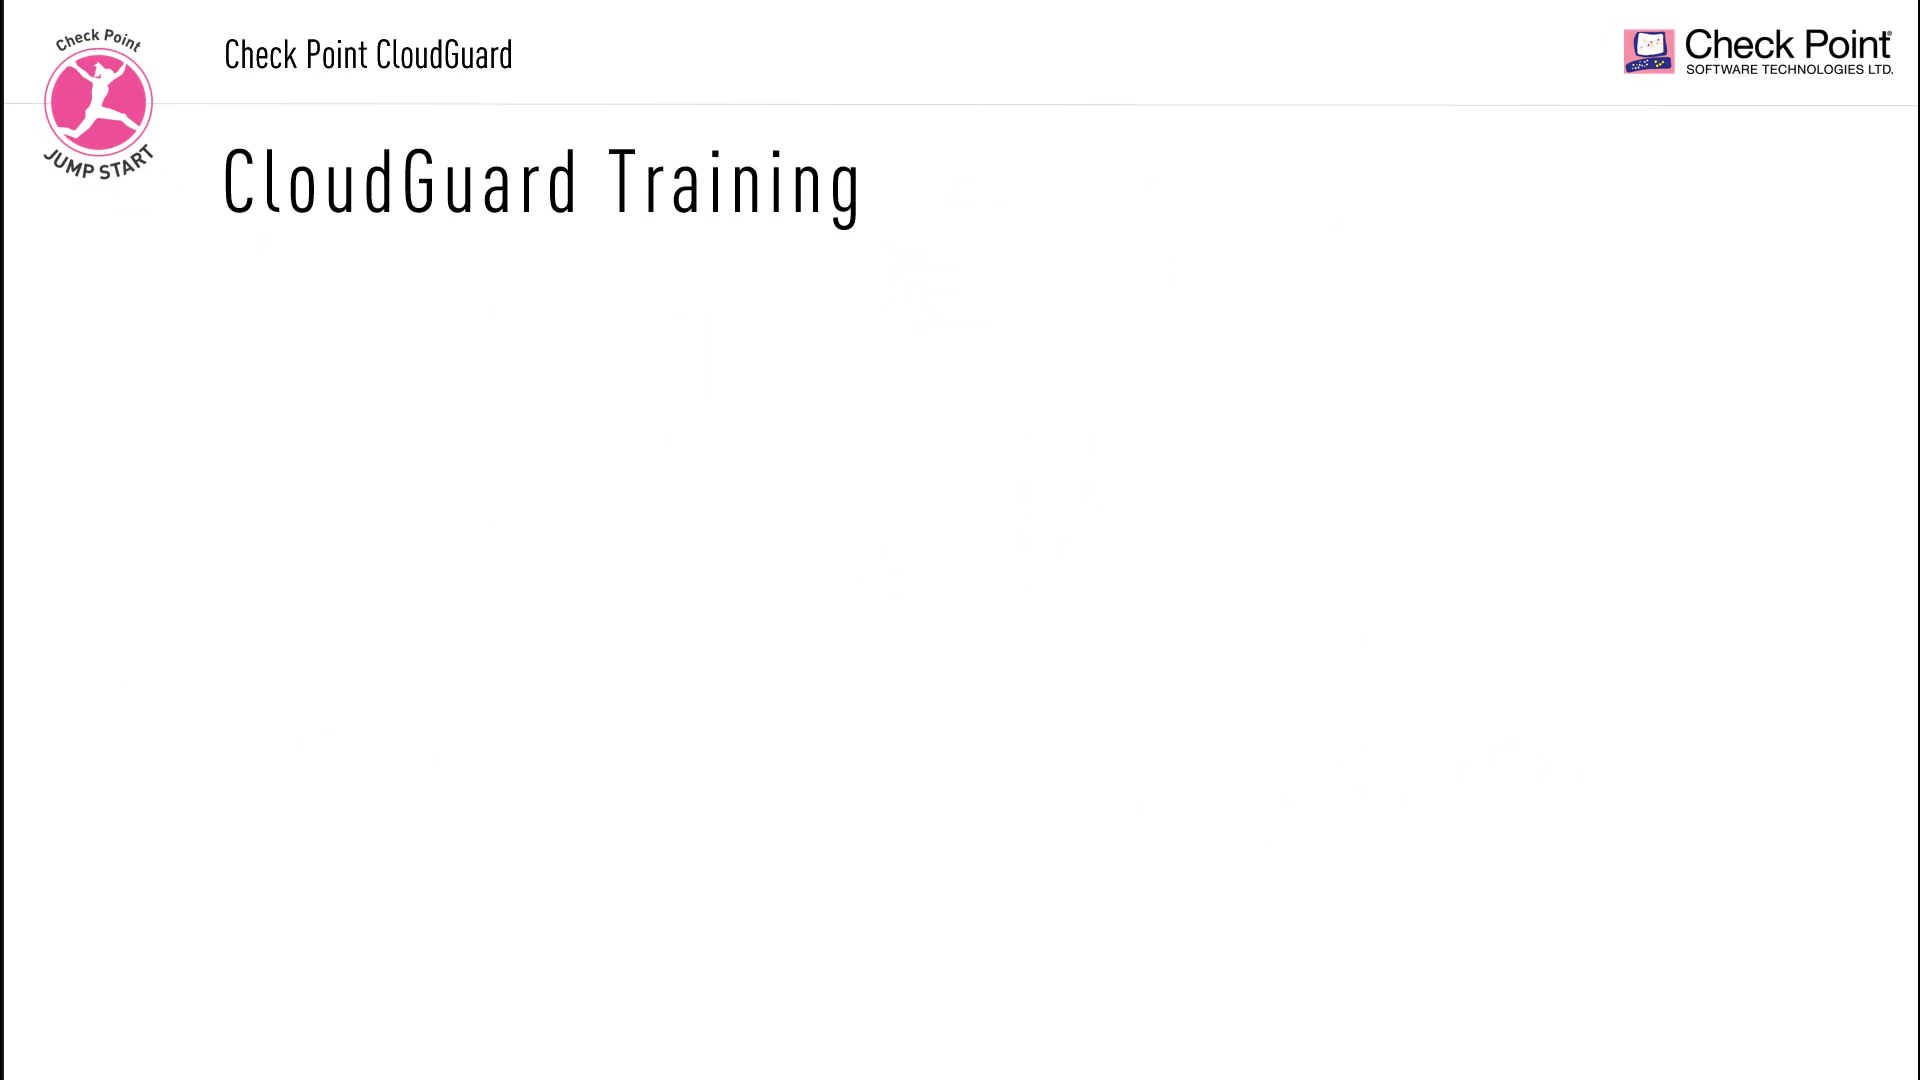 Check Point
JUMP START
Check Point CloudGuard
Check Point®
SOFTWARE TECHNOLOGIES LTD.
CloudGuard Training